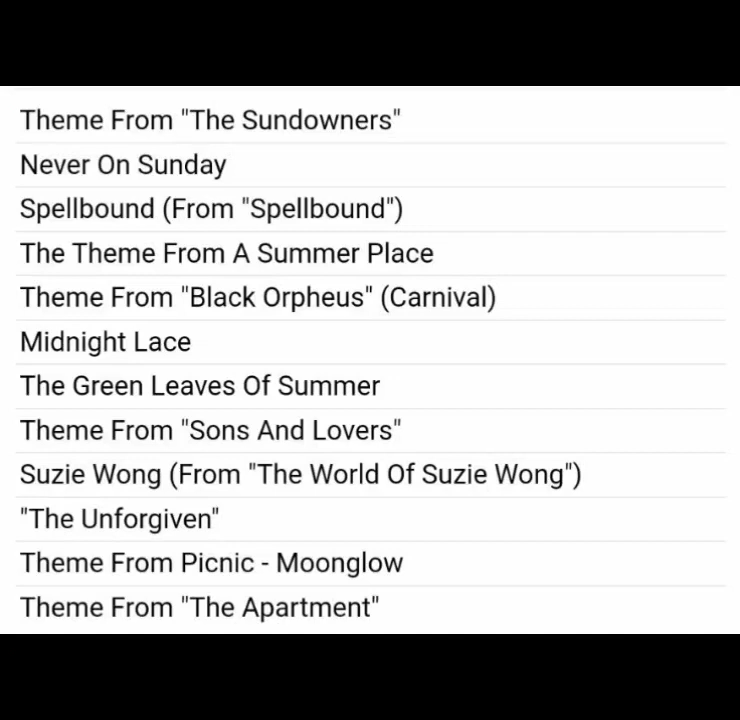 Theme From "The Sundowners"
Never On Sunday
Spellbound (From "Spellbound")
The Theme From A Summer Place
Theme From "Black Orpheus" (Carnival)
Midnight Lace
The Green Leaves Of Summer
Theme From "Sons And Lovers"
Suzie Wong (From "The World Of Suzie Wong")
"The Unforgiven"
Theme From Picnic - Moonglow
Theme From "The Apartment"